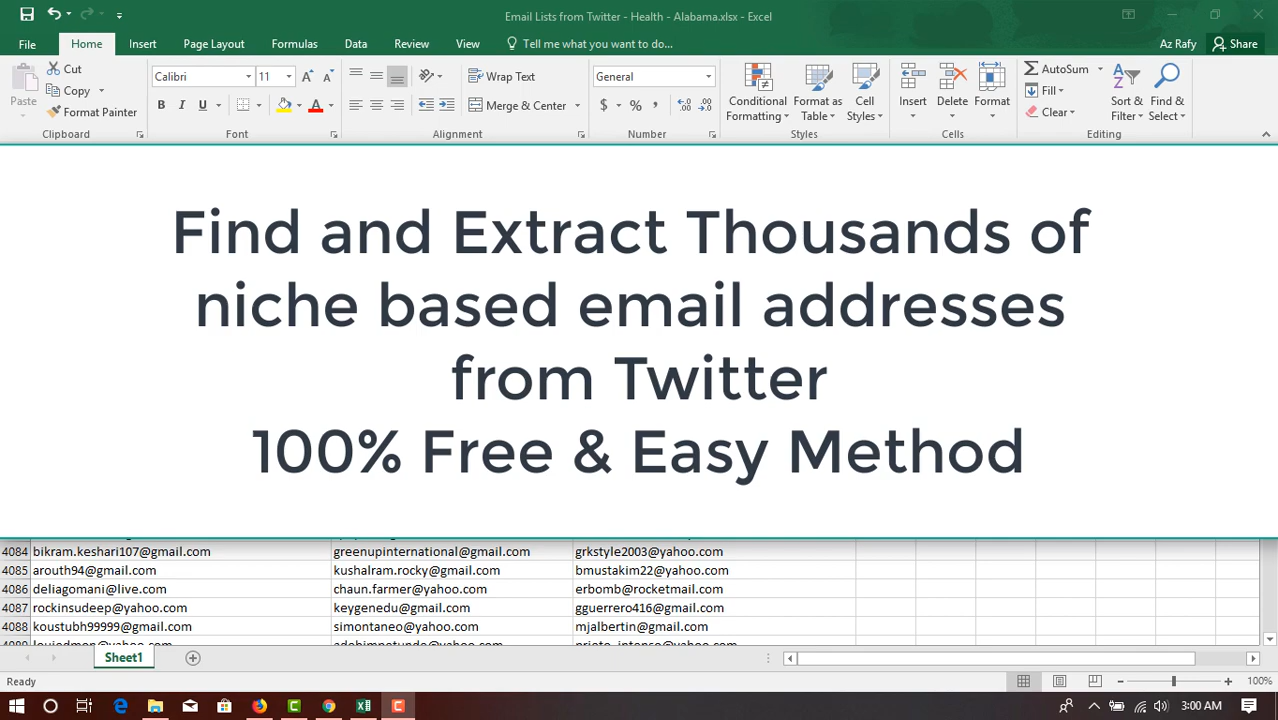 Email Lists from Twitter - Health - Alabama.xlsx - Excel
File Home Insert Page Layout Formulas Data Review View Tell me what you want to do... Az Rafy Share
Paste
Cut
Copy
Format Painter
Clipboard
Calibri 11
B I U
Font
Wrap Text
Merge & Center
Alignment
General
$ % ,
Number
Conditional Formatting
Format as Table
Cell Styles
Styles
Insert
Delete
Format
Cells
AutoSum
Fill
Clear
Sort & Filter
Find & Select
Editing
Find and Extract Thousands of
niche based email addresses
from Twitter
100% Free & Easy Method
4084 bikram.keshari107@gmail.com greenupinternational@gmail.com grkstyle2003@yahoo.com
4085 arouth94@gmail.com kushalram.rocky@gmail.com bmustakim22@yahoo.com
4086 deliagomani@live.com chaun.farmer@yahoo.com erbomb@rocketmail.com
4087 rockinsudeep@yahoo.com keygenedu@gmail.com gguerrero416@gmail.com
4088 koustubh99999@gmail.com simontaneo@yahoo.com mjalbertin@gmail.com
Sheet1
Ready 100%
3:00 AM